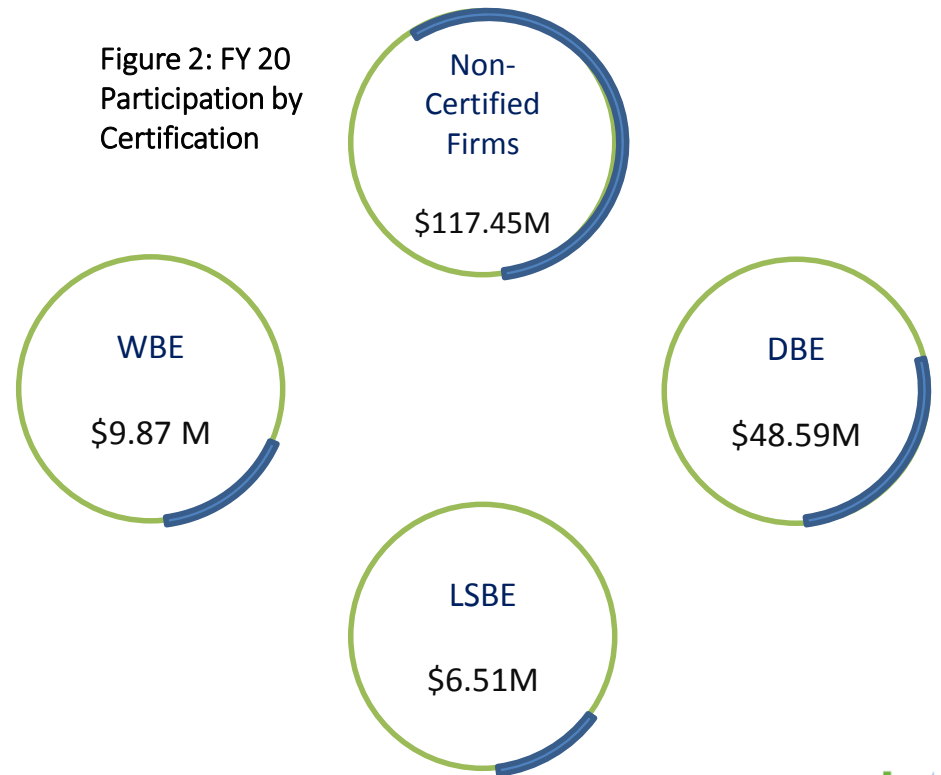 Figure 2: FY 20
Participation by
Certification
Non-
Certified
Firms
$117.45M
WBE
$9.87 M
DBE
$48.59M
LSBE
$6.51M